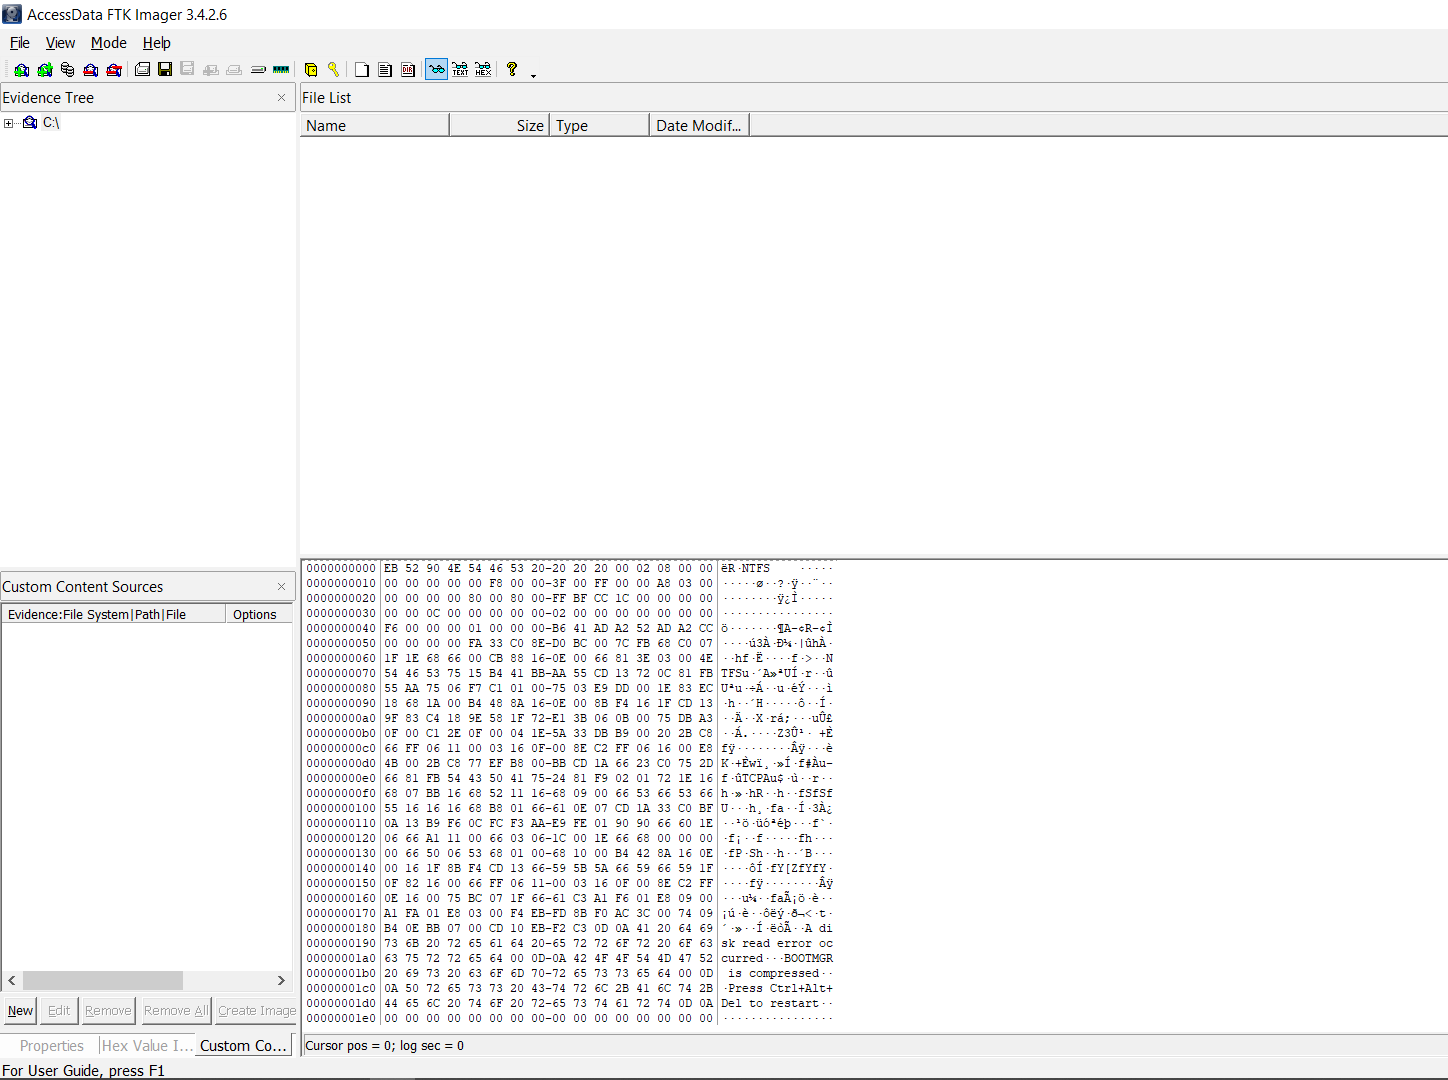 AccessData FTK Imager 3.4.2.6
File View Mode Help
Evidence Tree
C:\
File List
Name Size Type Date Modif...
Custom Content Sources
Evidence:File System|Path|File Options
New Edit Remove Remove All Create Image
Properties Hex Value I... Custom Co...
0000000000 EB 52 90 4E 54 46 53 20-20 20 20 00 02 08 00 00 ëR·NTFS ·····
0000000010 00 00 00 00 00 F8 00 00-3F 00 FF 00 00 A8 03 00 ·····ø··?·ÿ··¨··
0000000020 00 00 00 00 80 00 80 00-FF BF CC 1C 00 00 00 00 ········ÿ¿Ì·····
0000000030 00 00 0C 00 00 00 00 00-02 00 00 00 00 00 00 00 ················
0000000040 F6 00 00 00 01 00 00 00-B6 41 AD A2 52 AD A2 CC ö·······¶A-¢R-¢Ì
0000000050 00 00 00 00 FA 33 C0 8E-D0 BC 00 7C FB 68 C0 07 ····ú3À·Ð¼·|ûhÀ·
0000000060 1F 1E 68 66 00 CB 88 16-0E 00 66 81 3E 03 00 4E ··hf·Ë····f·>··N
0000000070 54 46 53 75 15 B4 41 BB-AA 55 CD 13 72 0C 81 FB TFSu·´A»ªUÍ·r··û
0000000080 55 AA 75 06 F7 C1 01 00-75 03 E9 DD 00 1E 83 EC Uªu·÷Á··u·éÝ···ì
0000000090 18 68 1A 00 B4 48 8A 16-0E 00 8B F4 16 1F CD 13 ·h··´H·····ô··Í·
00000000a0 9F 83 C4 18 9E 58 1F 72-E1 3B 06 0B 00 75 DB A3 ··Ä··X·rá;···uÛ£
00000000b0 0F 00 C1 2E 0F 00 04 1E-5A 33 DB B9 00 20 2B C8 ··Á.····Z3Û¹· +È
00000000c0 66 FF 06 11 00 03 16 0F-00 8E C2 FF 06 16 00 E8 fÿ········Âÿ···è
00000000d0 4B 00 2B C8 77 EF B8 00-BB CD 1A 66 23 C0 75 2D K·+Èwï¸·»Í·f#Àu-
00000000e0 66 81 FB 54 43 50 41 75-24 81 F9 02 01 72 1E 16 f·ûTCPAu$·ù··r··
00000000f0 68 07 BB 16 68 52 11 16-68 09 00 66 53 66 53 66 h·»·hR··h··fSfSf
0000000100 55 16 16 16 68 B8 01 66-61 0E 07 CD 1A 33 C0 BF U···h¸·fa··Í·3À¿
0000000110 0A 13 B9 F6 0C FC F3 AA-E9 FE 01 90 90 66 60 1E ··¹ö·üóªéþ···f`·
0000000120 06 66 A1 11 00 66 03 06-1C 00 1E 66 68 00 00 00 ·f¡··f·····fh···
0000000130 00 66 50 06 53 68 01 00-68 10 00 B4 42 8A 16 0E ·fP·Sh··h··´B···
0000000140 00 16 1F 8B F4 CD 13 66-59 5B 5A 66 59 66 59 1F ····ôÍ·fY[ZfYfY·
0000000150 0F 82 16 00 66 FF 06 11-00 03 16 0F 00 8E C2 FF ····fÿ········Âÿ
0000000160 0E 16 00 75 BC 07 1F 66-61 C3 A1 F6 01 E8 09 00 ···u¼··faÃ¡ö·è··
0000000170 A1 FA 01 E8 03 00 F4 EB-FD 8B F0 AC 3C 00 74 09 ¡ú·è··ôëý·ð¬<·t·
0000000180 B4 0E BB 07 00 CD 10 EB-F2 C3 0D 0A 41 20 64 69 ´·»··Í·ëòÃ··A di
0000000190 73 6B 20 72 65 61 64 20-65 72 72 6F 72 20 6F 63 sk read error oc
00000001a0 63 75 72 72 65 64 00 0D-0A 42 4F 4F 54 4D 47 52 curred···BOOTMGR
00000001b0 20 69 73 20 63 6F 6D 70-72 65 73 73 65 64 00 0D  is compressed··
00000001c0 0A 50 72 65 73 73 20 43-74 72 6C 2B 41 6C 74 2B ·Press Ctrl+Alt+
00000001d0 44 65 6C 20 74 6F 20 72-65 73 74 61 72 74 0D 0A Del to restart··
00000001e0 00 00 00 00 00 00 00 00-00 00 00 00 00 00 00 00 ················
Cursor pos = 0; log sec = 0
For User Guide, press F1